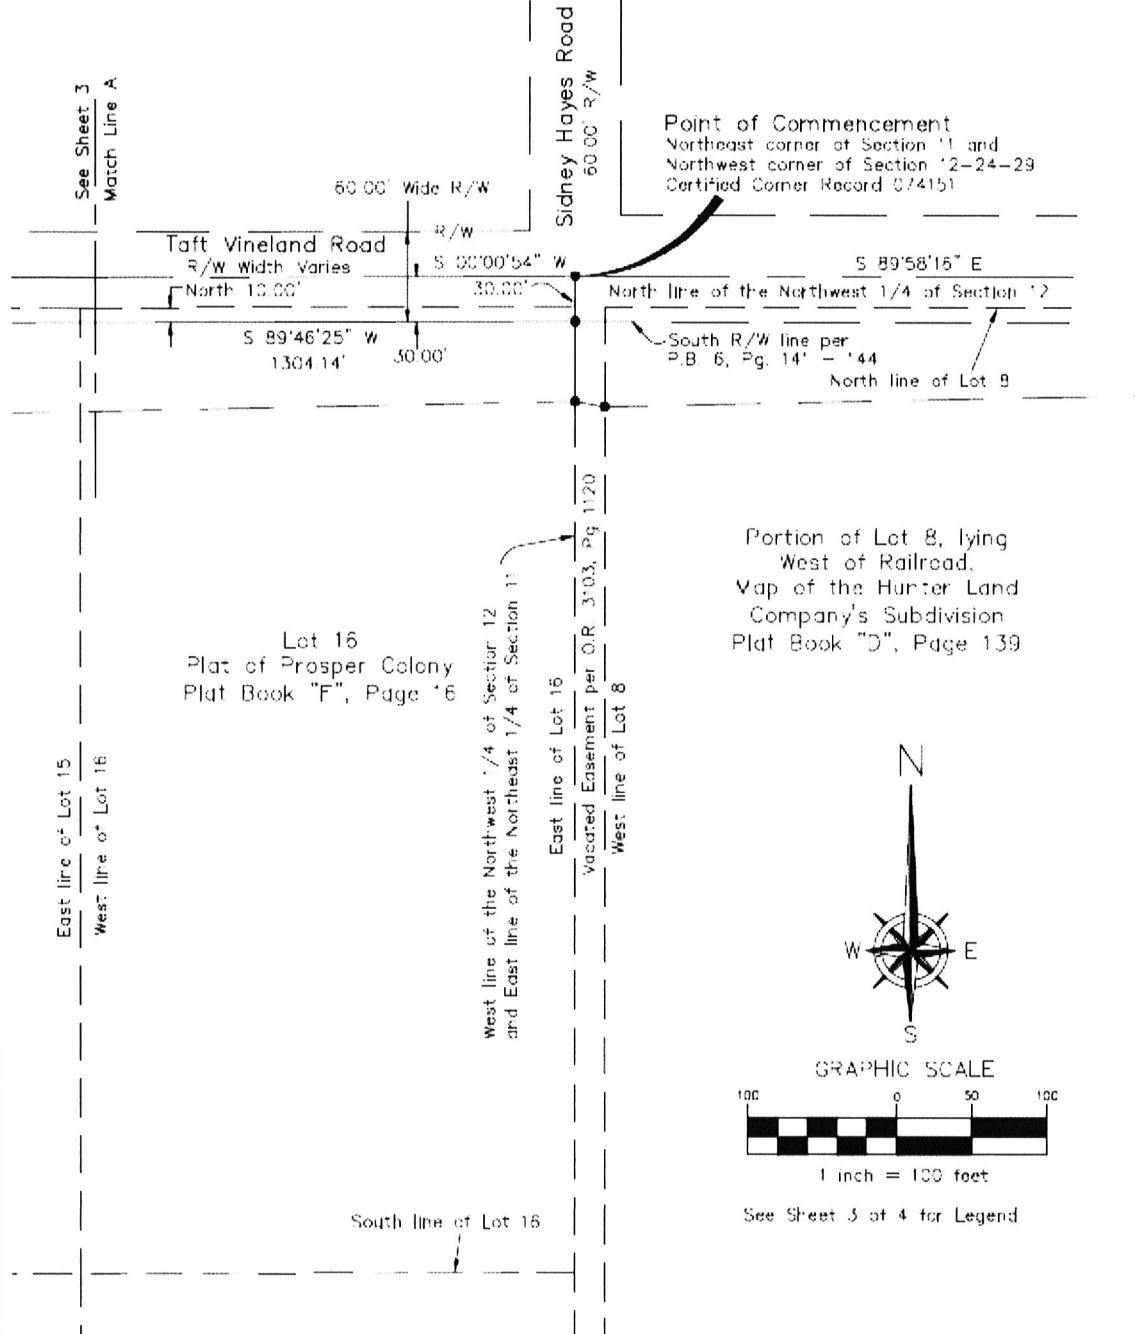 See Sheet 3
Match Line A
Sidney Hayes Road
60.00' R/W
Point of Commencement
Northeast corner of Section 11 and
Northwest corner of Section 12-24-29
Certified Corner Record 074151
60.00' Wide R/W
R/W
Taft Vineland Road
R/W Width Varies
North 10.00'
S 00°00'54" W
30.00'
S 89°58'16" E
North line of the Northwest 1/4 of Section 12
S 89°46'25" W
1304.14'
30.00'
South R/W line per
P.B. 6, Pg. 141 - 144
North line of Lot 8
Portion of Lot 8, lying
West of Railroad,
Map of the Hunter Land
Company's Subdivision
Plat Book "D", Page 139
Lot 16
Plat of Prosper Colony
Plat Book "F", Page 16
West line of the Northwest 1/4 of Section 12
and East line of the Northeast 1/4 of Section 11
East line of Lot 16
Vacated Easement per O.R. 3103, Pg 1120
West line of Lot 8
East line of Lot 15
West line of Lot 16
N
W
E
S
GRAPHIC SCALE
100 0 50 100
1 inch = 100 feet
See Sheet 3 of 4 for Legend
South line of Lot 16